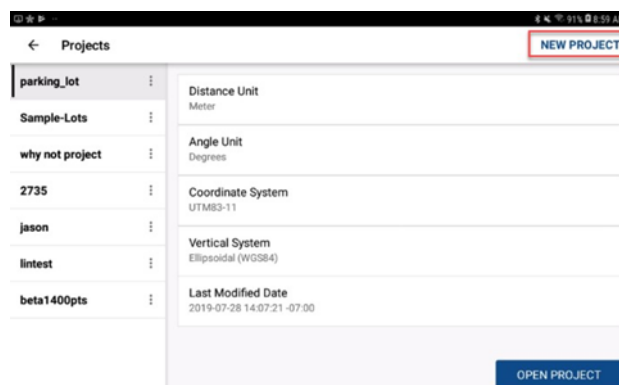 91% 8:59 A
Projects
NEW PROJECT
parking_lot
Sample-Lots
why not project
2735
jason
lintest
beta1400pts
Distance Unit
Meter
Angle Unit
Degrees
Coordinate System
UTM83-11
Vertical System
Ellipsoidal (WGS84)
Last Modified Date
2019-07-28 14:07:21 -07:00
OPEN PROJECT